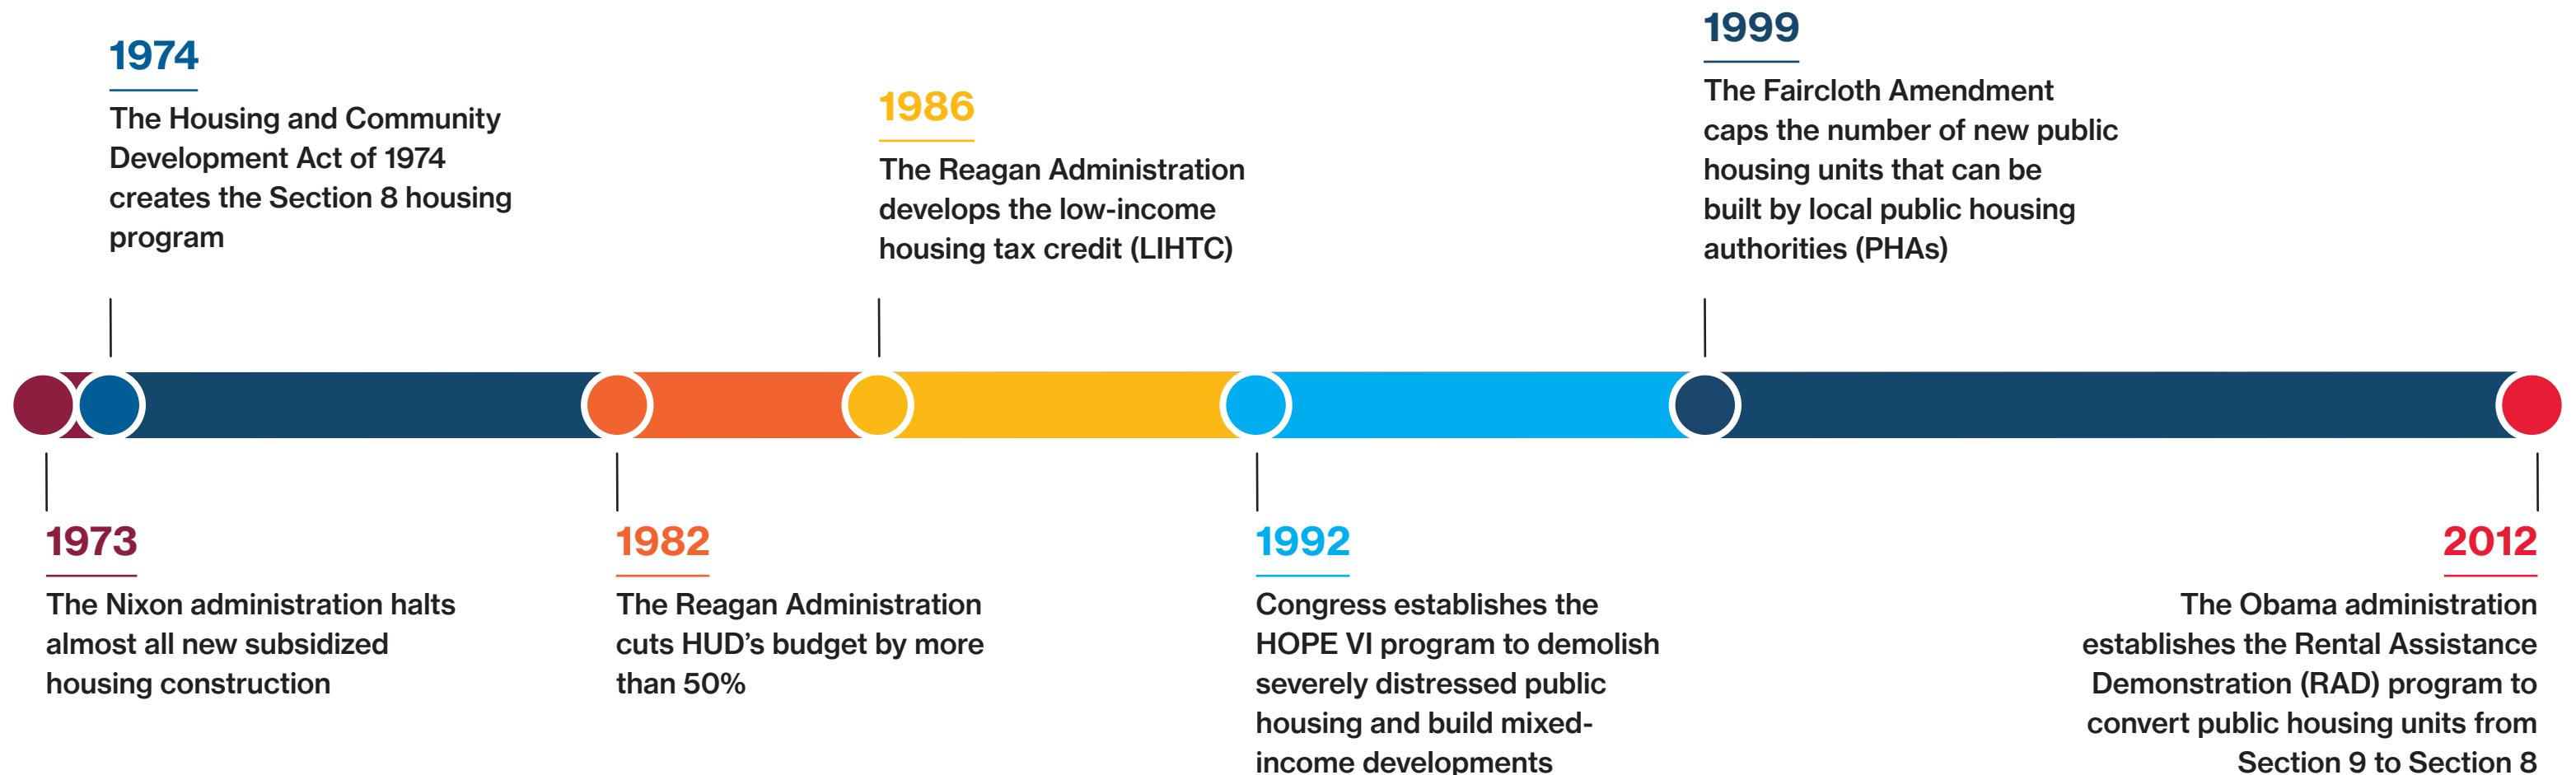 1974
The Housing and Community
Development Act of 1974
creates the Section 8 housing
program
1986
The Reagan Administration
develops the low-income
housing tax credit (LIHTC)
1999
The Faircloth Amendment
caps the number of new public
housing units that can be
built by local public housing
authorities (PHAs)
1973
The Nixon administration halts
almost all new subsidized
housing construction
1982
The Reagan Administration
cuts HUD’s budget by more
than 50%
1992
Congress establishes the
HOPE VI program to demolish
severely distressed public
housing and build mixed-
income developments
2012
The Obama administration
establishes the Rental Assistance
Demonstration (RAD) program to
convert public housing units from
Section 9 to Section 8